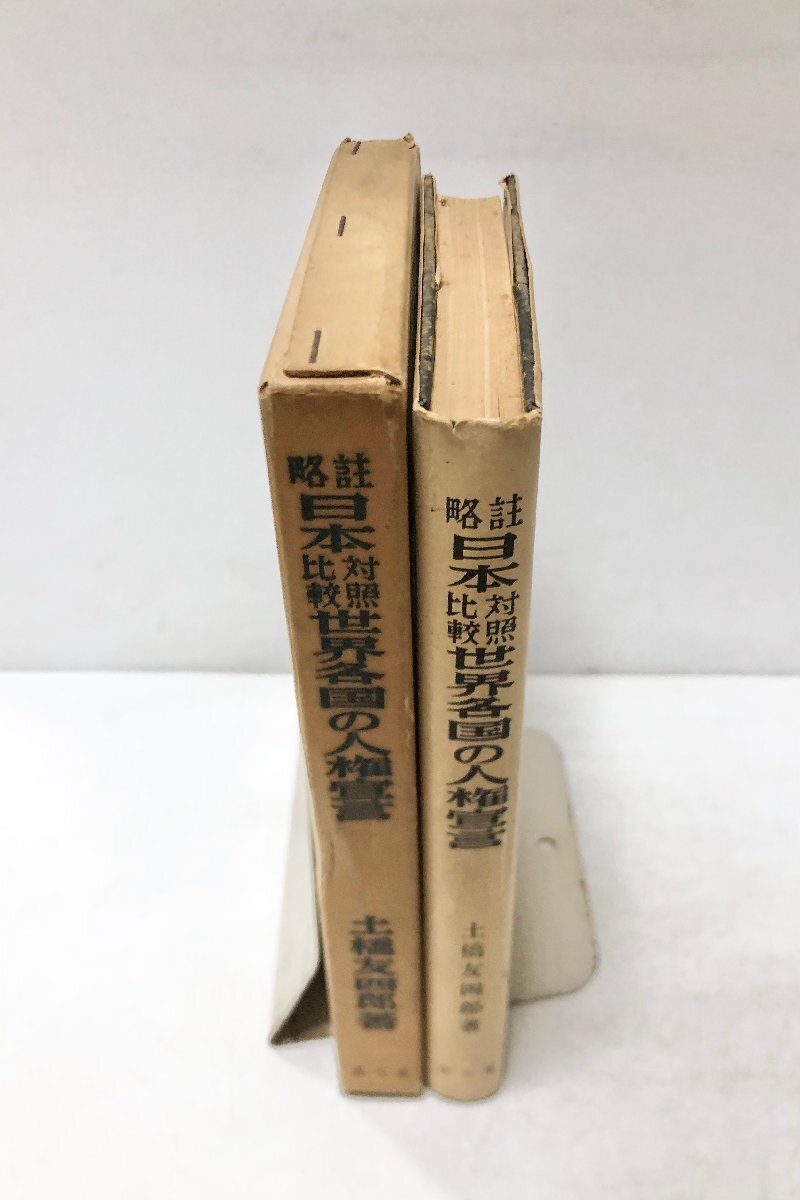 略註
日本
対照
比較
世界各国の人権宣言
土橋友四郎著
略註
日本
対照
比較
世界各国の人権宣言
土橋友四郎著